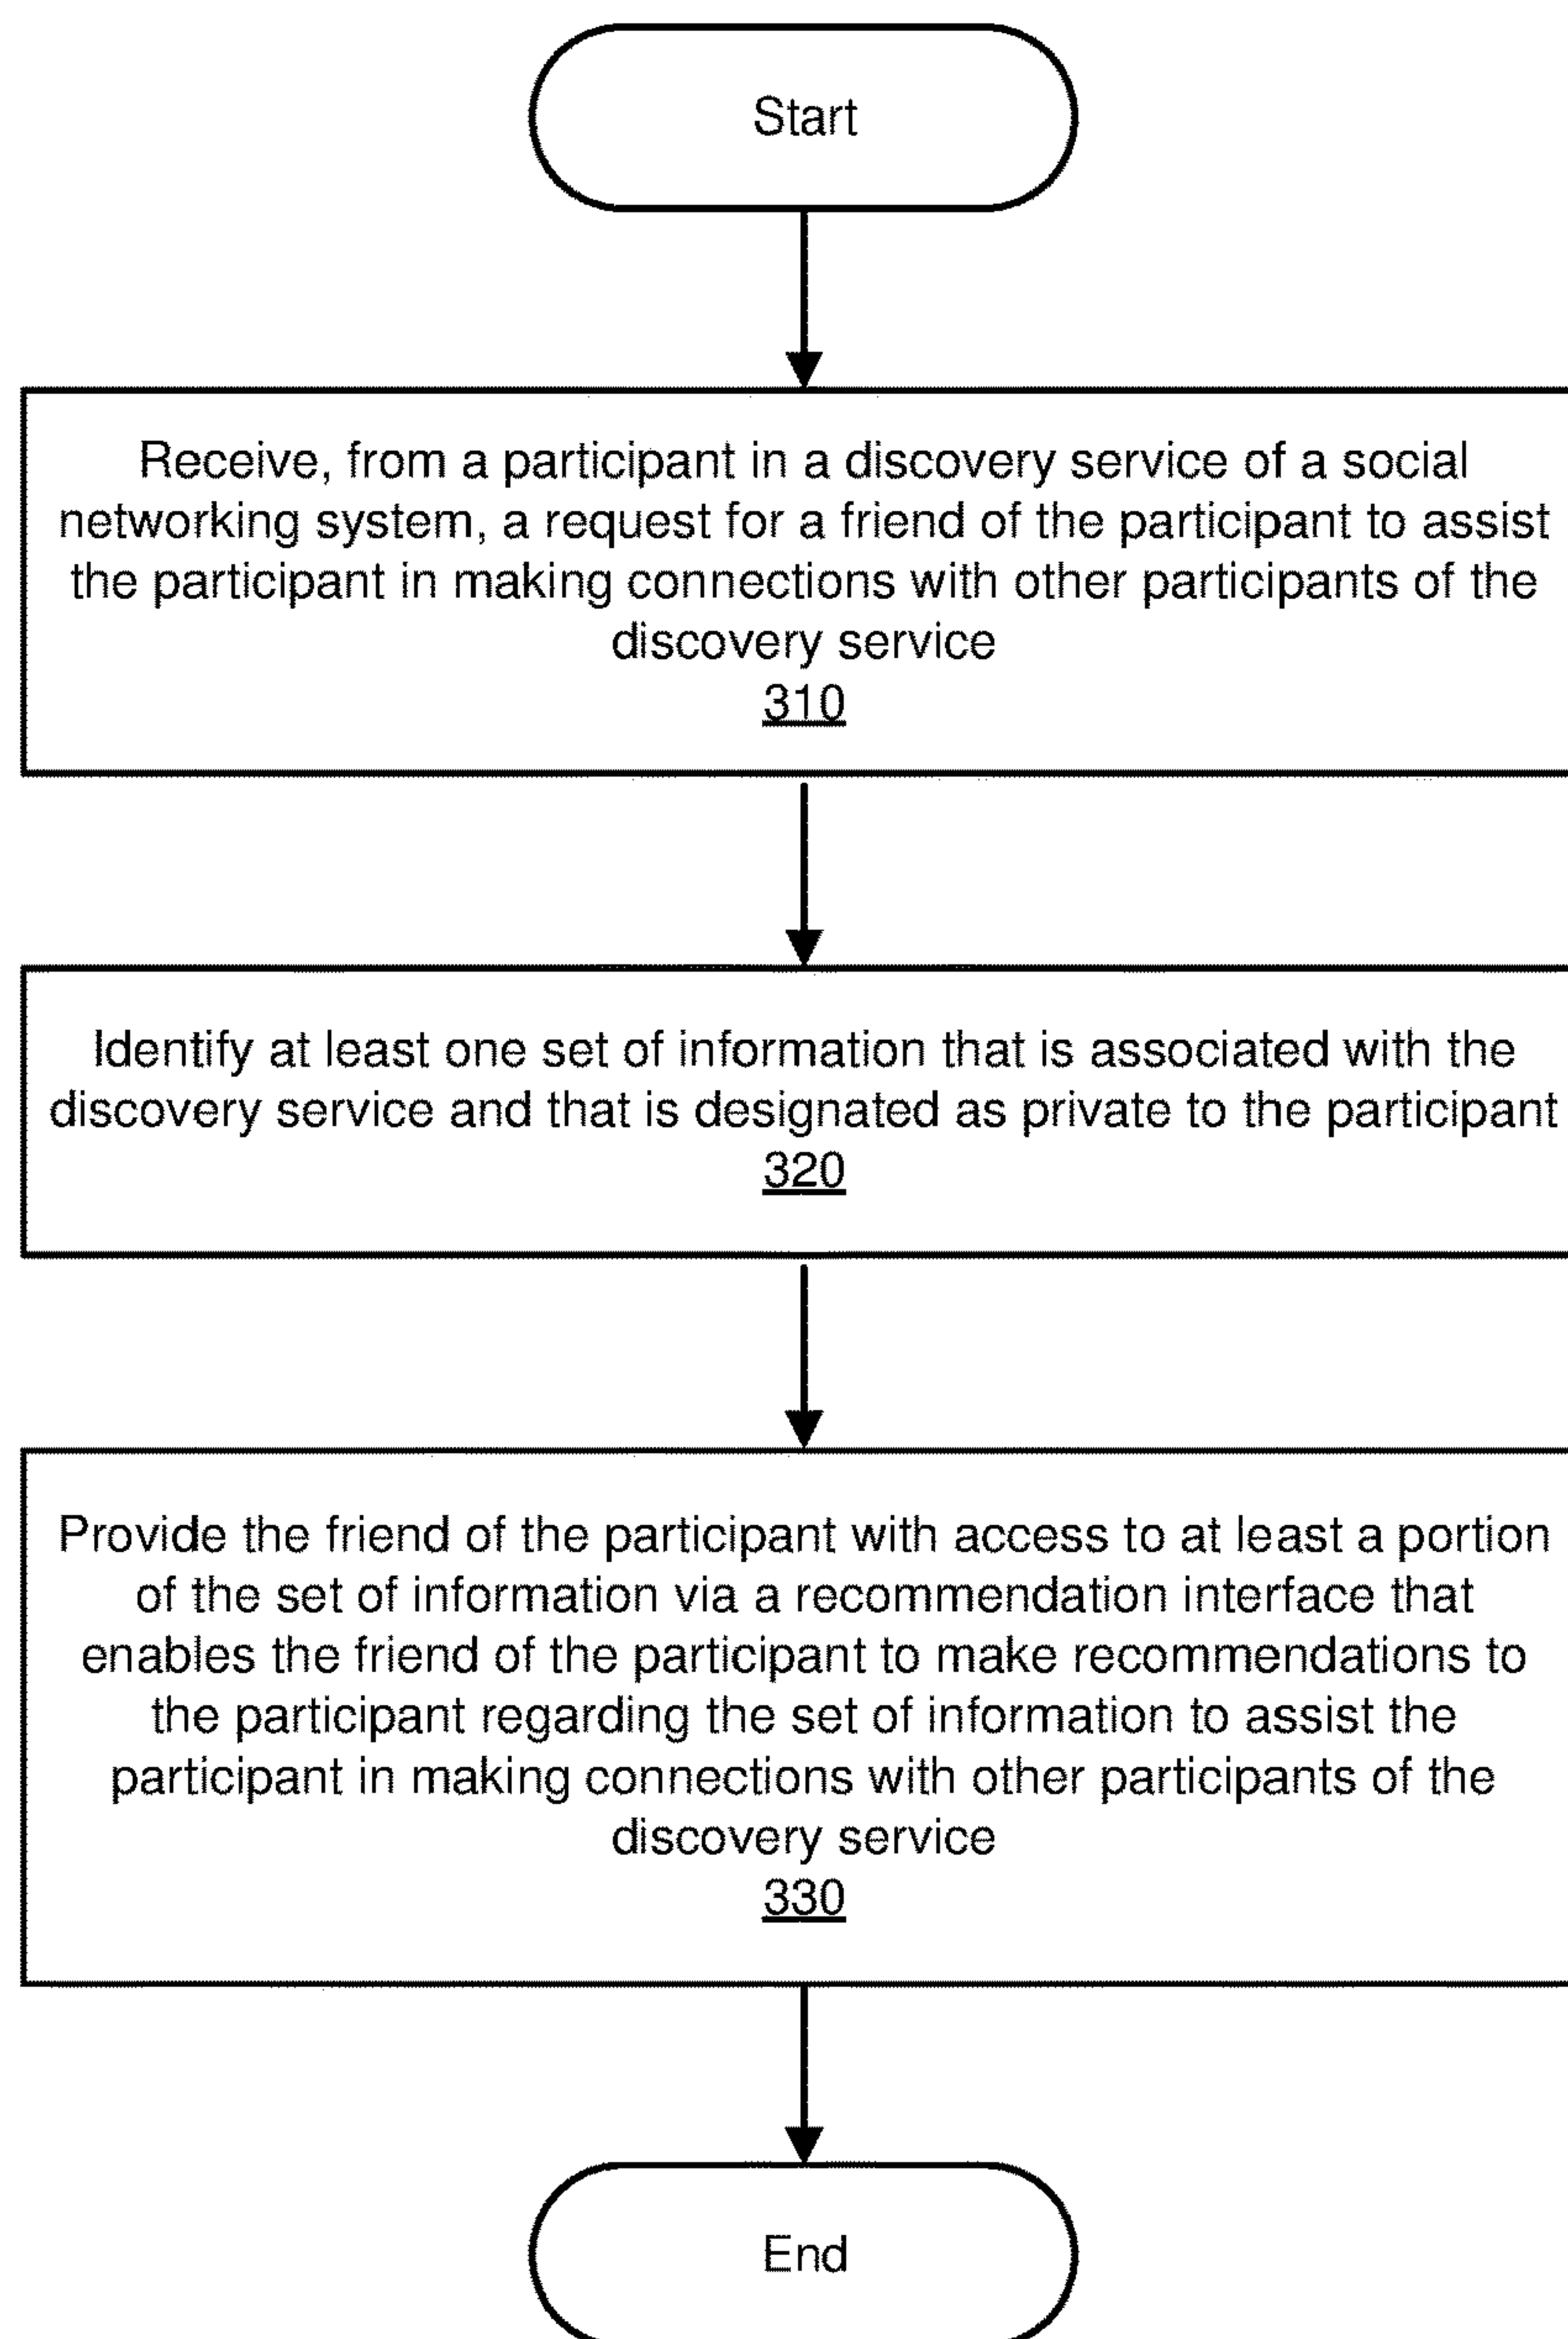 Start
Receive, from a participant in a discovery service of a social
networking system, a request for a friend of the participant to assist
the participant in making connections with other participants of the
discovery service
310
Identify at least one set of information that is associated with the
discovery service and that is designated as private to the participant
320
Provide the friend of the participant with access to at least a portion
of the set of information via a recommendation interface that
enables the friend of the participant to make recommendations to
the participant regarding the set of information to assist the
participant in making connections with other participants of the
discovery service
330
End